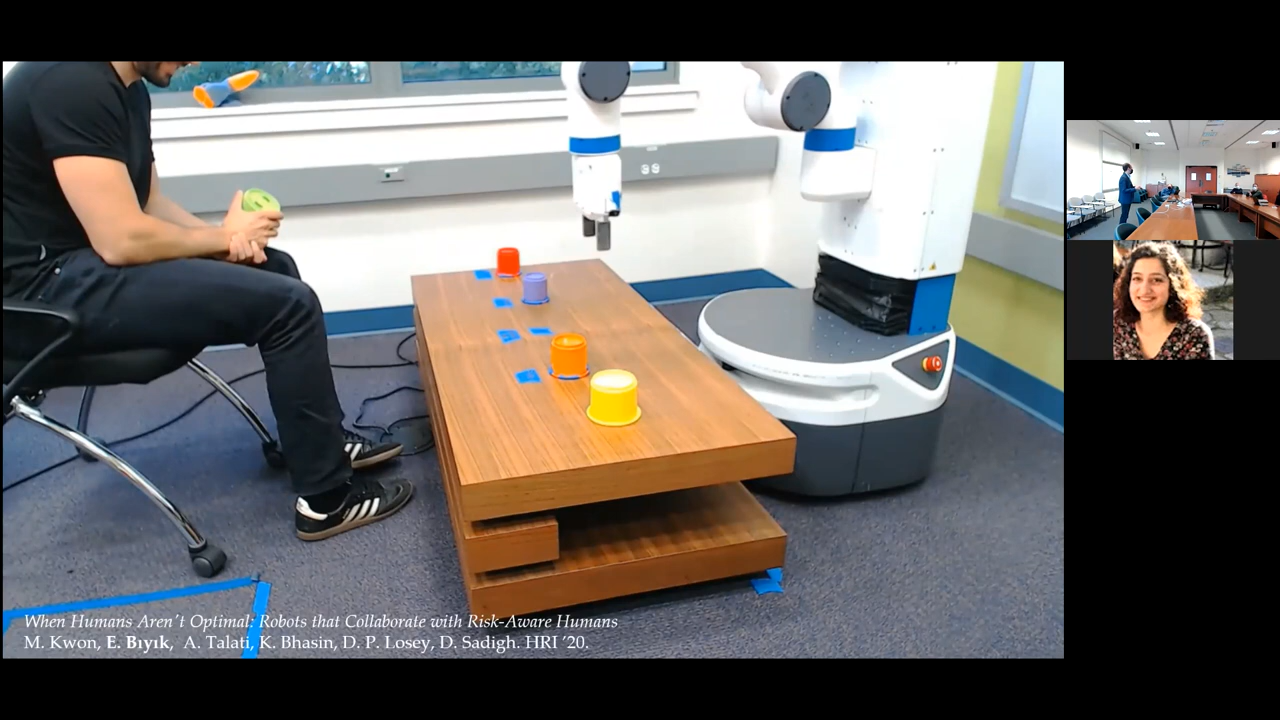 When Humans Aren't Optimal: Robots that Collaborate with Risk-Aware Humans
M. Kwon, E. Bıyık, A. Talati, K. Bhasin, D. P. Losey, D. Sadigh. HRI '20.